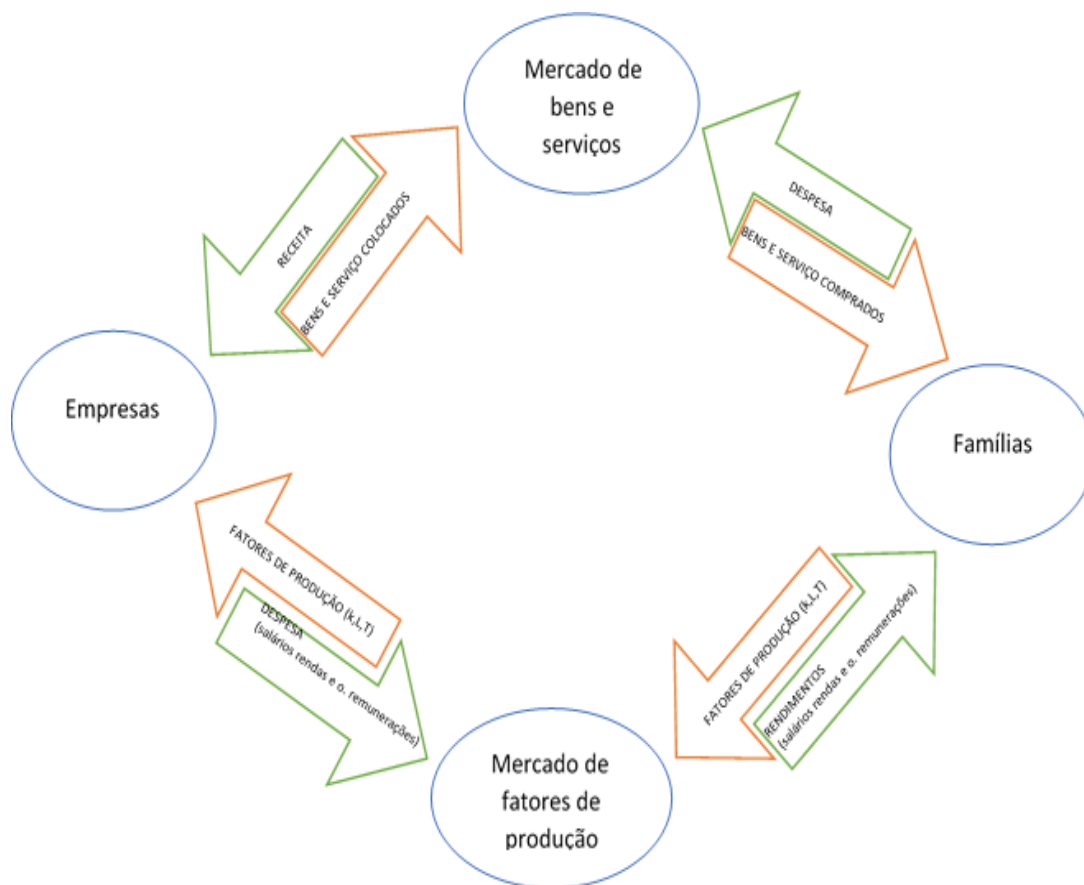 Mercado de
bens e
serviços
DESPESA
RECEITA
BENS E SERVIÇO COLOCADOS
BENS E SERVIÇO COMPRADOS
Empresas
Famílias
FATORES DE PRODUÇÃO (k,L,T)
DESPESA
(salários rendas e o. remunerações)
FATORES DE PRODUÇÃO (k,L,T)
RENDIMENTOS
(salários rendas e o. remunerações)
Mercado de
fatores de
produção